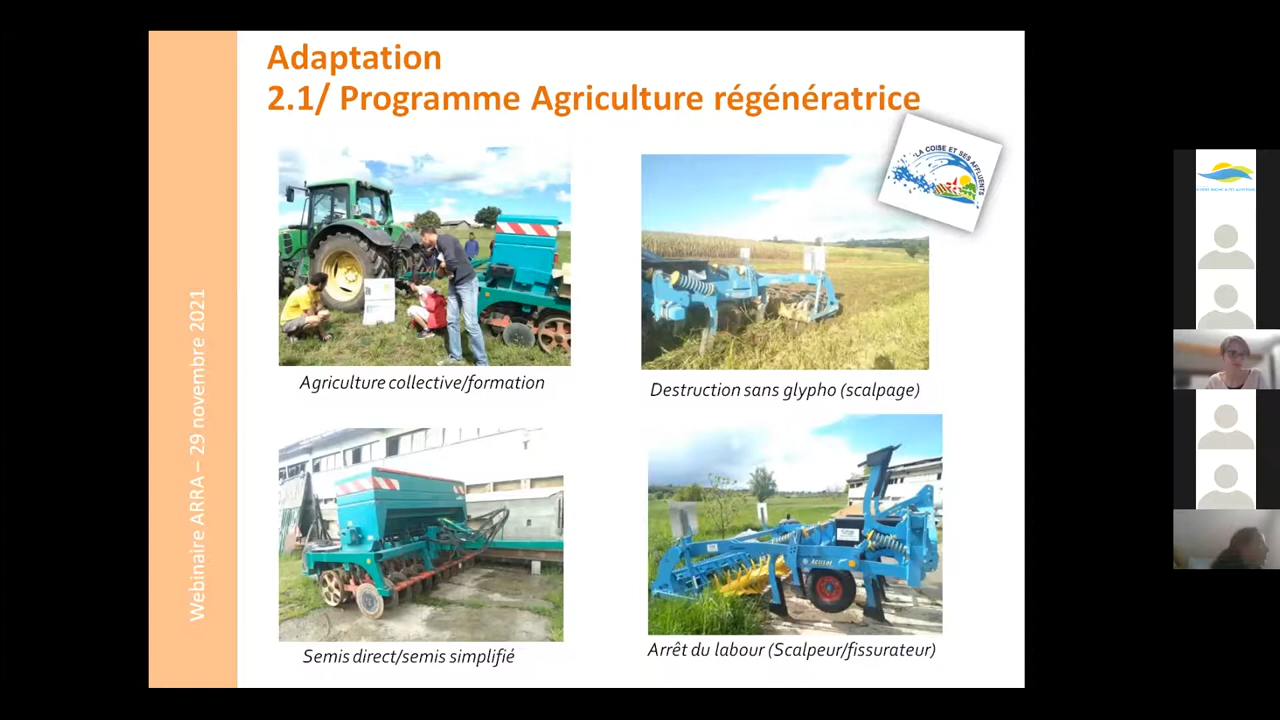 Adaptation
2.1/ Programme Agriculture régénératrice
LA COISE ET SES AFFLUENTS
Agriculture collective/formation
Destruction sans glypho (scalpage)
Semis direct/semis simplifié
Arrêt du labour (Scalpeur/fissurateur)
Webinaire ARRA – 29 novembre 2021